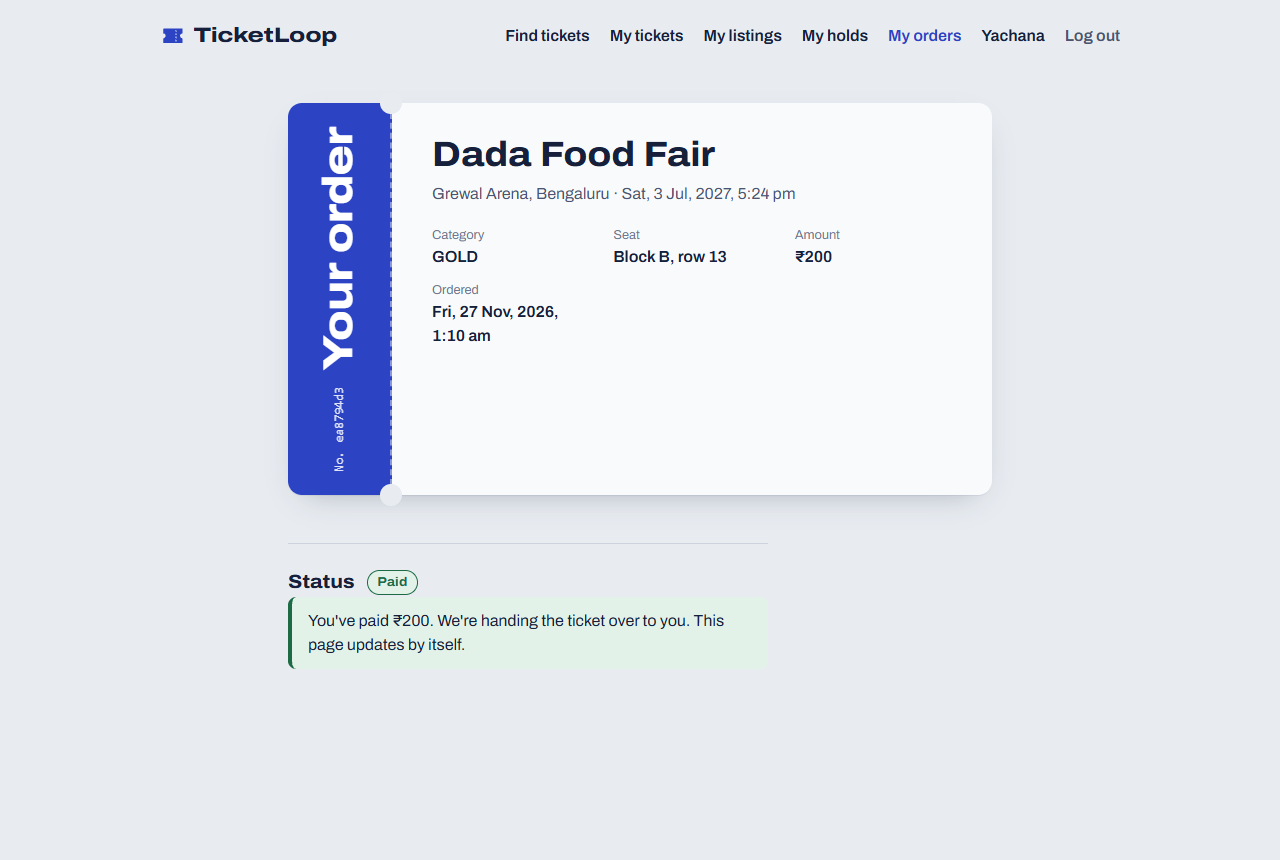 TicketLoop
Find tickets
My tickets
My listings
My holds
My orders
Yachana
Log out
Your order
No. ea8794d3
Dada Food Fair
Grewal Arena, Bengaluru · Sat, 3 Jul, 2027, 5:24 pm
Category
GOLD
Seat
Block B, row 13
Amount
₹200
Ordered
Fri, 27 Nov, 2026,
1:10 am
Status
Paid
You've paid ₹200. We're handing the ticket over to you. This
page updates by itself.